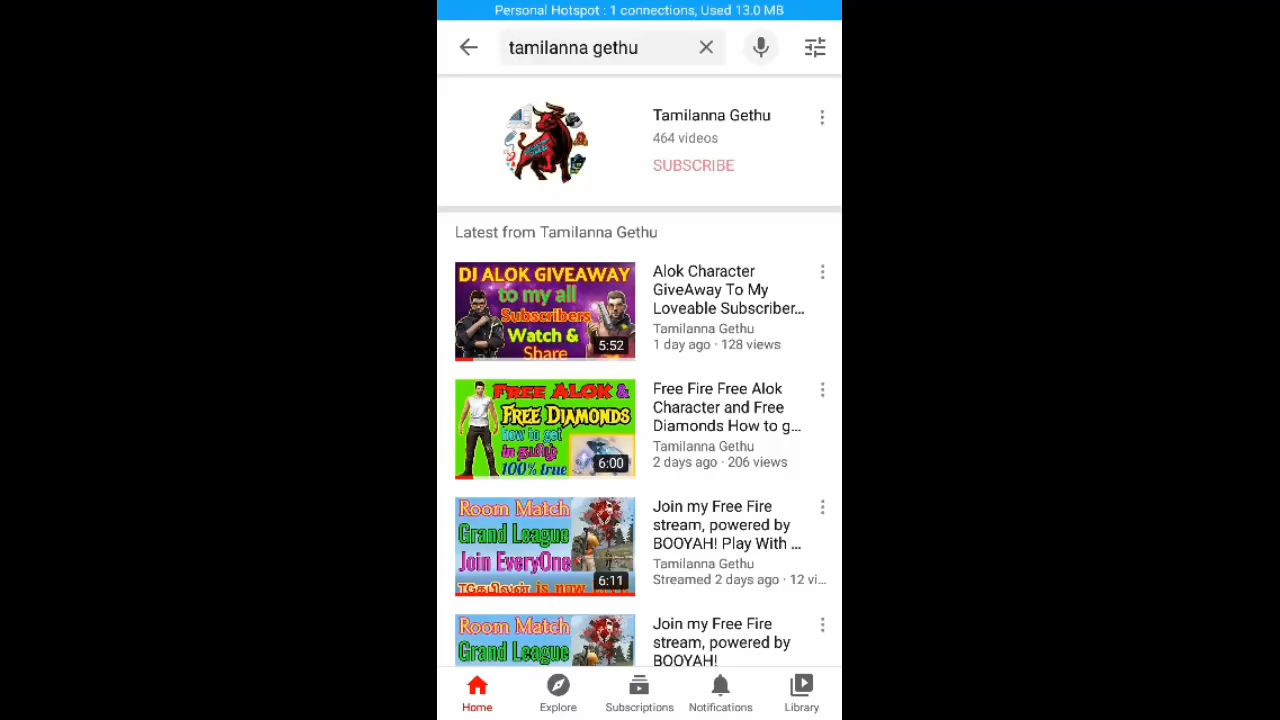 Personal Hotspot : 1 connections, Used 13.0 MB
tamilanna gethu
Tamilanna Gethu
464 videos
SUBSCRIBE
Latest from Tamilanna Gethu
DJ ALOK GIVEAWAY
to my all
Subscribers
Watch &
Share
5:52
Alok Character
GiveAway To My
Loveable Subscriber...
Tamilanna Gethu
1 day ago · 128 views
FREE ALOK &
FREE DIAMONDS
how to get
in தமிழ்
100% true
6:00
Free Fire Free Alok
Character and Free
Diamonds How to g...
Tamilanna Gethu
2 days ago · 206 views
Room Match
Grand League
Join EveryOne
is now
6:11
Join my Free Fire
stream, powered by
BOOYAH! Play With ...
Tamilanna Gethu
Streamed 2 days ago · 12 vi...
Room Match
Grand League
Join my Free Fire
stream, powered by
BOOYAH!
Home
Explore
Subscriptions
Notifications
Library